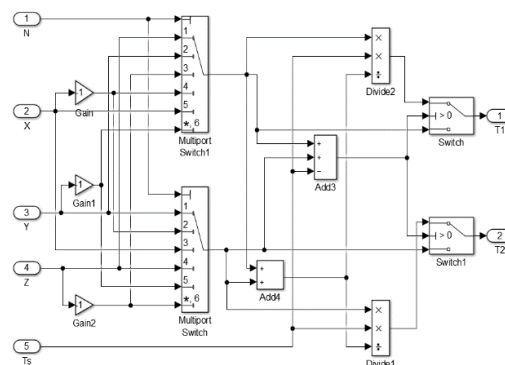 1
N
2
X
3
Y
4
Z
5
Ts
-1
Gain
-1
Gain1
-1
Gain2
1
2
3
4
5
*, 6
Multiport
Switch1
1
2
3
4
5
*, 6
Multiport
Switch
+
+
−
Add3
+
+
Add4
×
×
÷
Divide2
×
×
÷
Divide1
> 0
Switch
> 0
Switch1
1
T1
2
T2